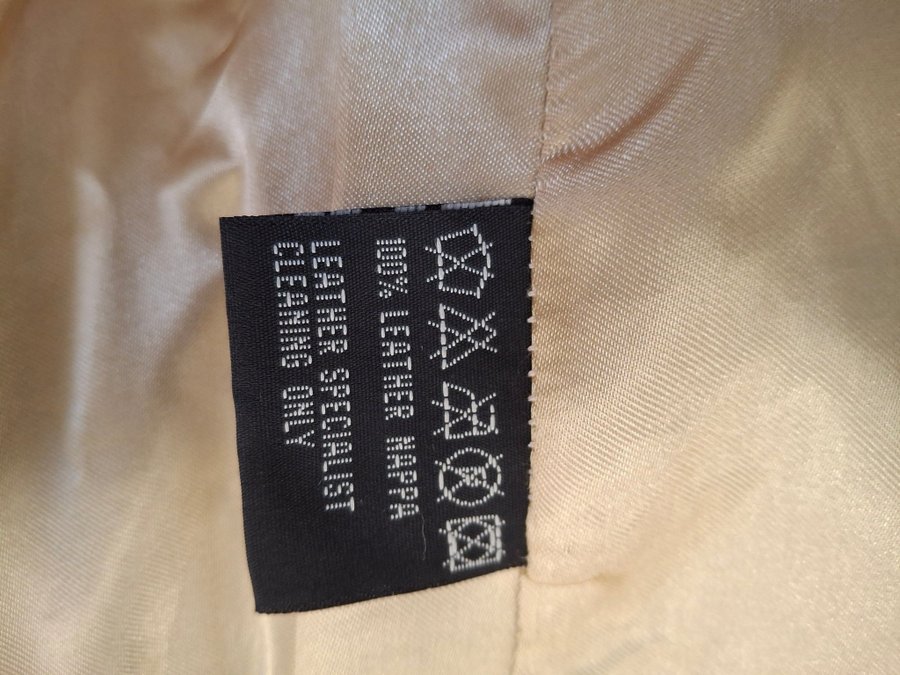 100% LEATHER NAPPA
LEATHER SPECIALIST
CLEANING ONLY